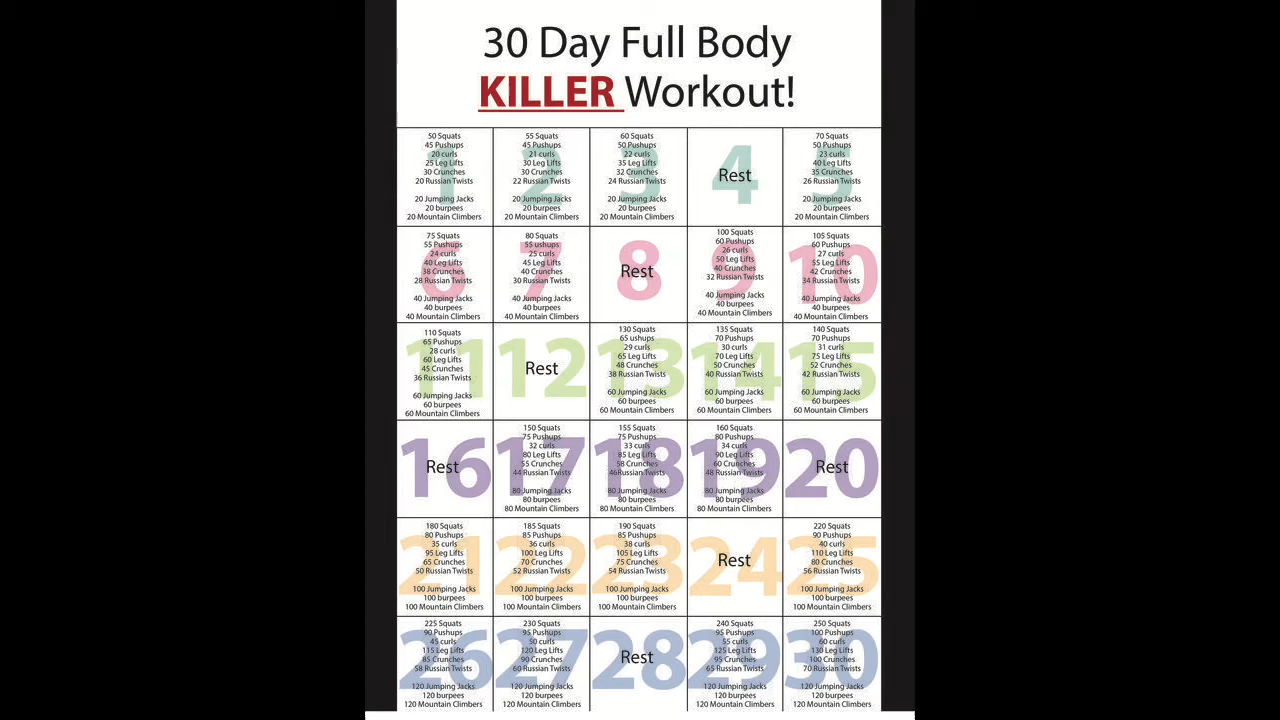 30 Day Full Body
KILLER Workout!
1
50 Squats
45 Pushups
20 curls
25 Leg Lifts
30 Crunches
20 Russian Twists
20 Jumping Jacks
20 burpees
20 Mountain Climbers
2
55 Squats
45 Pushups
21 curls
30 Leg Lifts
30 Crunches
22 Russian Twists
20 Jumping Jacks
20 burpees
20 Mountain Climbers
3
60 Squats
50 Pushups
22 curls
35 Leg Lifts
32 Crunches
24 Russian Twists
20 Jumping Jacks
20 burpees
20 Mountain Climbers
4
Rest
5
70 Squats
50 Pushups
23 curls
40 Leg Lifts
35 Crunches
26 Russian Twists
20 Jumping Jacks
20 burpees
20 Mountain Climbers
6
75 Squats
55 Pushups
24 curls
40 Leg Lifts
38 Crunches
28 Russian Twists
40 Jumping Jacks
40 burpees
40 Mountain Climbers
7
80 Squats
55 ushups
25 curls
45 Leg Lifts
40 Crunches
30 Russian Twists
40 Jumping Jacks
40 burpees
40 Mountain Climbers
8
Rest
9
100 Squats
60 Pushups
26 curls
50 Leg Lifts
40 Crunches
32 Russian Twists
40 Jumping Jacks
40 burpees
40 Mountain Climbers
10
105 Squats
60 Pushups
27 curls
55 Leg Lifts
42 Crunches
34 Russian Twists
40 Jumping Jacks
40 burpees
40 Mountain Climbers
11
110 Squats
65 Pushups
28 curls
60 Leg Lifts
45 Crunches
36 Russian Twists
60 Jumping Jacks
60 burpees
60 Mountain Climbers
12
Rest
13
130 Squats
65 ushups
29 curls
65 Leg Lifts
48 Crunches
38 Russian Twists
60 Jumping Jacks
60 burpees
60 Mountain Climbers
14
135 Squats
70 Pushups
30 curls
70 Leg Lifts
50 Crunches
40 Russian Twists
60 Jumping Jacks
60 burpees
60 Mountain Climbers
15
140 Squats
70 Pushups
31 curls
75 Leg Lifts
52 Crunches
42 Russian Twists
60 Jumping Jacks
60 burpees
60 Mountain Climbers
16
Rest
17
150 Squats
75 Pushups
32 curls
80 Leg Lifts
55 Crunches
44 Russian Twists
80 Jumping Jacks
80 burpees
80 Mountain Climbers
18
155 Squats
75 Pushups
33 curls
85 Leg Lifts
58 Crunches
46Russian Twists
80 Jumping Jacks
80 burpees
80 Mountain Climbers
19
160 Squats
80 Pushups
34 curls
90 Leg Lifts
60 Crunches
48 Russian Twists
80 Jumping Jacks
80 burpees
80 Mountain Climbers
20
Rest
21
180 Squats
80 Pushups
35 curls
95 Leg Lifts
65 Crunches
50 Russian Twists
100 Jumping Jacks
100 burpees
100 Mountain Climbers
22
185 Squats
85 Pushups
36 curls
100 Leg Lifts
70 Crunches
52 Russian Twists
100 Jumping Jacks
100 burpees
100 Mountain Climbers
23
190 Squats
85 Pushups
38 curls
105 Leg Lifts
75 Crunches
54 Russian Twists
100 Jumping Jacks
100 burpees
100 Mountain Climbers
24
Rest
25
220 Squats
90 Pushups
40 curls
110 Leg Lifts
80 Crunches
56 Russian Twists
100 Jumping Jacks
100 burpees
100 Mountain Climbers
26
225 Squats
90 Pushups
45 curls
115 Leg Lifts
85 Crunches
58 Russian Twists
120 Jumping Jacks
120 burpees
120 Mountain Climbers
27
230 Squats
95 Pushups
50 curls
120 Leg Lifts
90 Crunches
60 Russian Twists
120 Jumping Jacks
120 burpees
120 Mountain Climbers
28
Rest
29
240 Squats
95 Pushups
55 curls
125 Leg Lifts
95 Crunches
65 Russian Twists
120 Jumping Jacks
120 burpees
120 Mountain Climbers
30
250 Squats
100 Pushups
60 curls
130 Leg Lifts
100 Crunches
70 Russian Twists
120 Jumping Jacks
120 burpees
120 Mountain Climbers